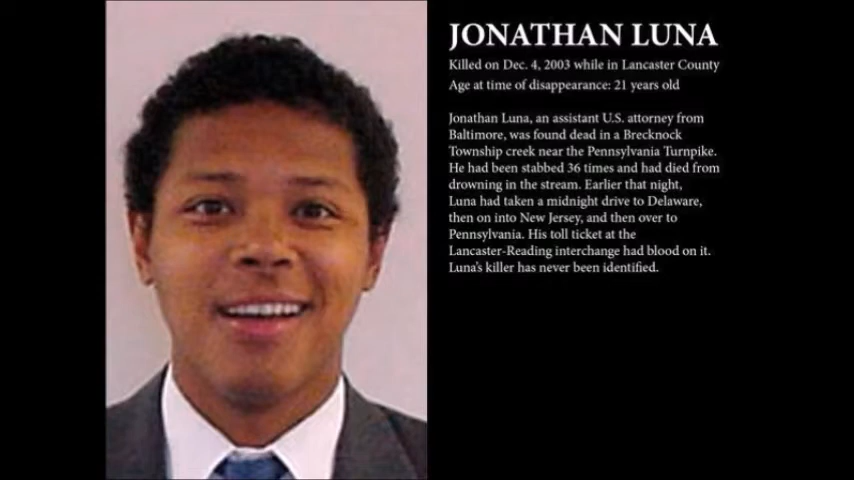 JONATHAN LUNA
Killed on Dec. 4, 2003 while in Lancaster County
Age at time of disappearance: 21 years old
Jonathan Luna, an assistant U.S. attorney from
Baltimore, was found dead in a Brecknock
Township creek near the Pennsylvania Turnpike.
He had been stabbed 36 times and had died from
drowning in the stream. Earlier that night,
Luna had taken a midnight drive to Delaware,
then on into New Jersey, and then over to
Pennsylvania. His toll ticket at the
Lancaster-Reading interchange had blood on it.
Luna's killer has never been identified.